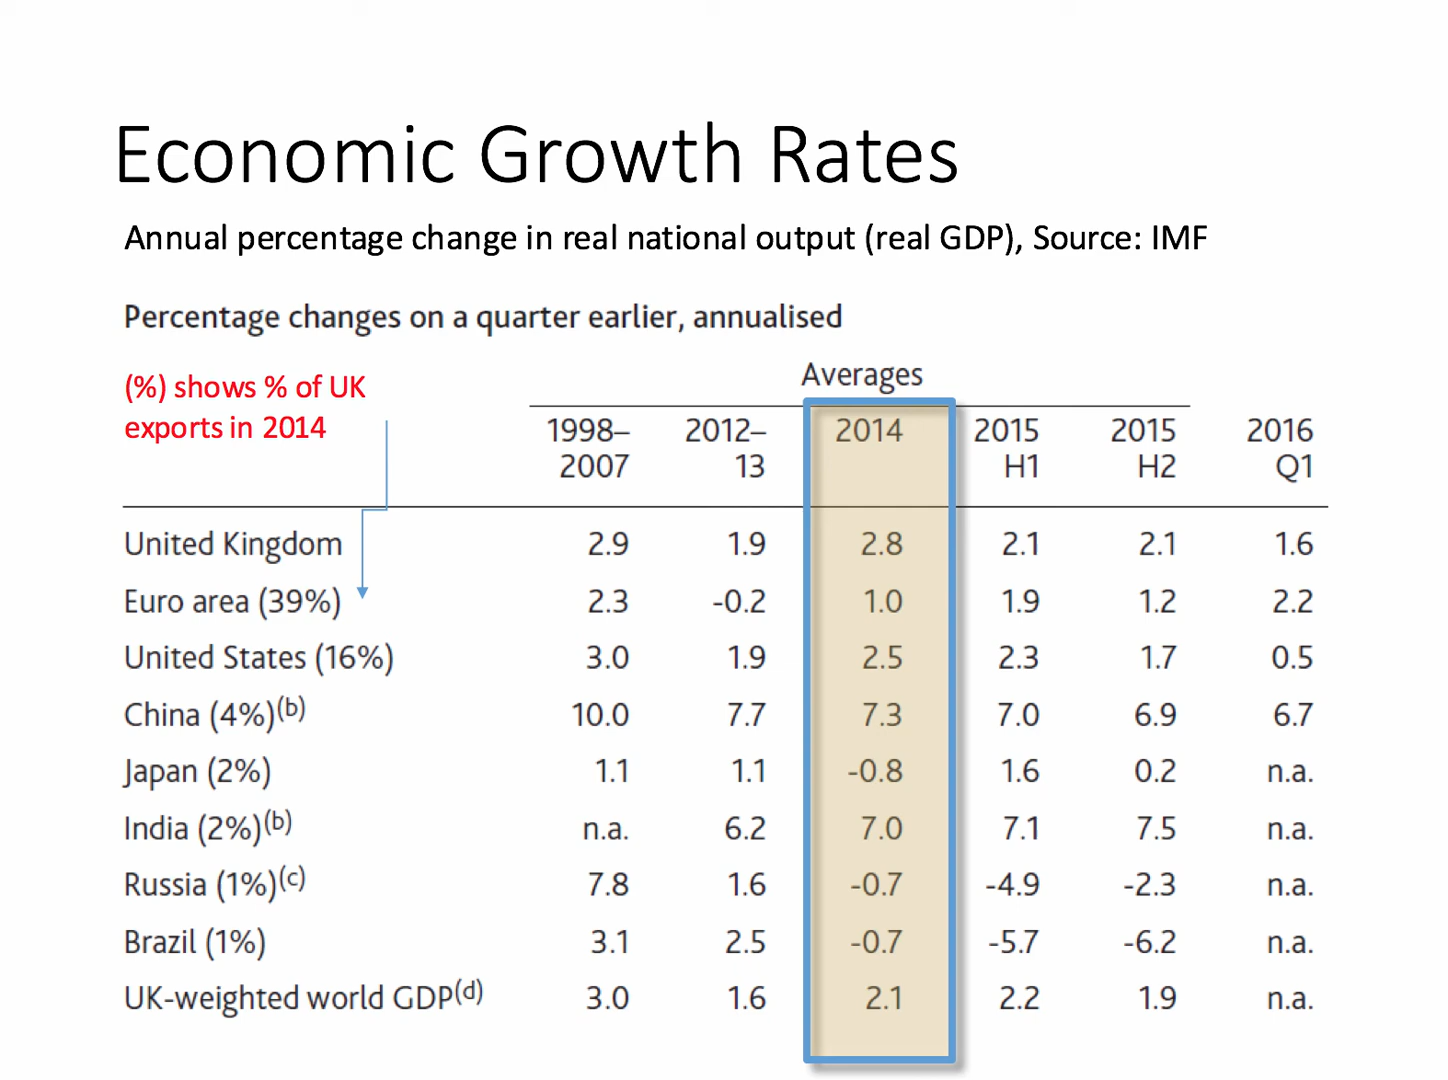 Economic Growth Rates
Annual percentage change in real national output (real GDP), Source: IMF
Percentage changes on a quarter earlier, annualised
(%) shows % of UK
exports in 2014
Averages
1998– 2012– 2014 2015 2015 2016
2007 13 H1 H2 Q1
United Kingdom 2.9 1.9 2.8 2.1 2.1 1.6
Euro area (39%) 2.3 -0.2 1.0 1.9 1.2 2.2
United States (16%) 3.0 1.9 2.5 2.3 1.7 0.5
China (4%)(b) 10.0 7.7 7.3 7.0 6.9 6.7
Japan (2%) 1.1 1.1 -0.8 1.6 0.2 n.a.
India (2%)(b) n.a. 6.2 7.0 7.1 7.5 n.a.
Russia (1%)(c) 7.8 1.6 -0.7 -4.9 -2.3 n.a.
Brazil (1%) 3.1 2.5 -0.7 -5.7 -6.2 n.a.
UK-weighted world GDP(d) 3.0 1.6 2.1 2.2 1.9 n.a.